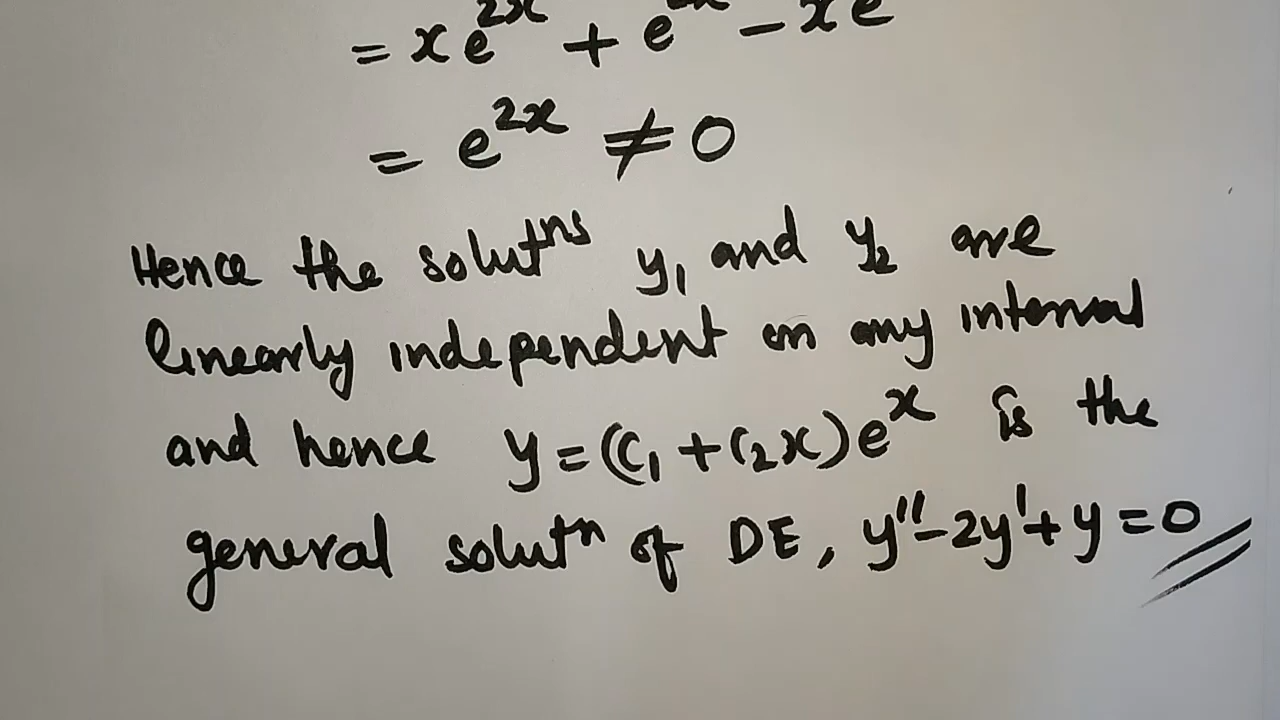 = xe^{2x} + e^{2x} - xe
= e^{2x} ≠ 0
Hence the solut^{ns} y₁ and y₂ are
linearly independent on any interval
and hence y = (C₁ + C₂x)e^x is the
general solut^n of DE, y'' - 2y' + y = 0